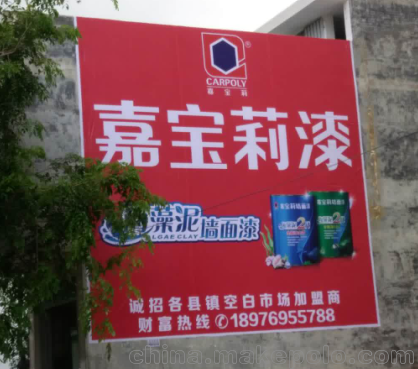 ®
CARPOLY
嘉宝莉
嘉宝莉漆
藻泥墙面漆
ALGAE CLAY
诚招各县镇空白市场加盟商
财富热线✆18976955788
china.makepolo.com